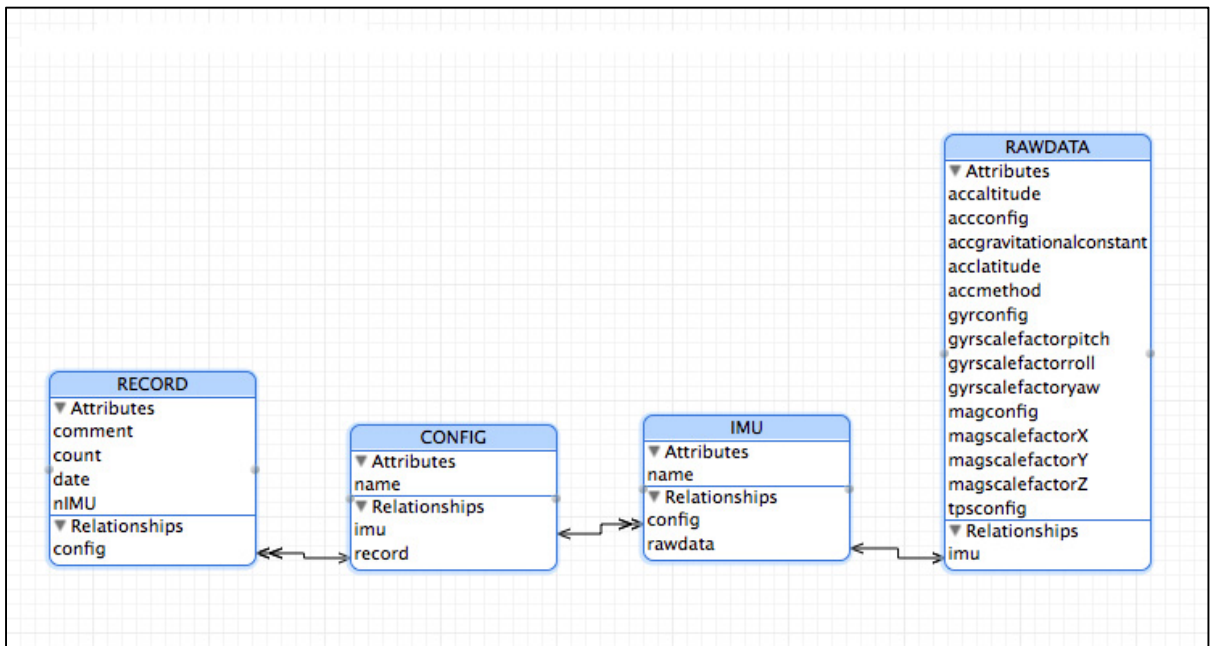 RECORD
Attributes
comment
count
date
nIMU
Relationships
config
CONFIG
Attributes
name
Relationships
imu
record
IMU
Attributes
name
Relationships
config
rawdata
RAWDATA
Attributes
accaltitude
accconfig
accgravitationalconstant
acclatitude
accmethod
gyrconfig
gyrscalefactorpitch
gyrscalefactorroll
gyrscalefactoryaw
magconfig
magscalefactorX
magscalefactorY
magscalefactorZ
tpsconfig
Relationships
imu